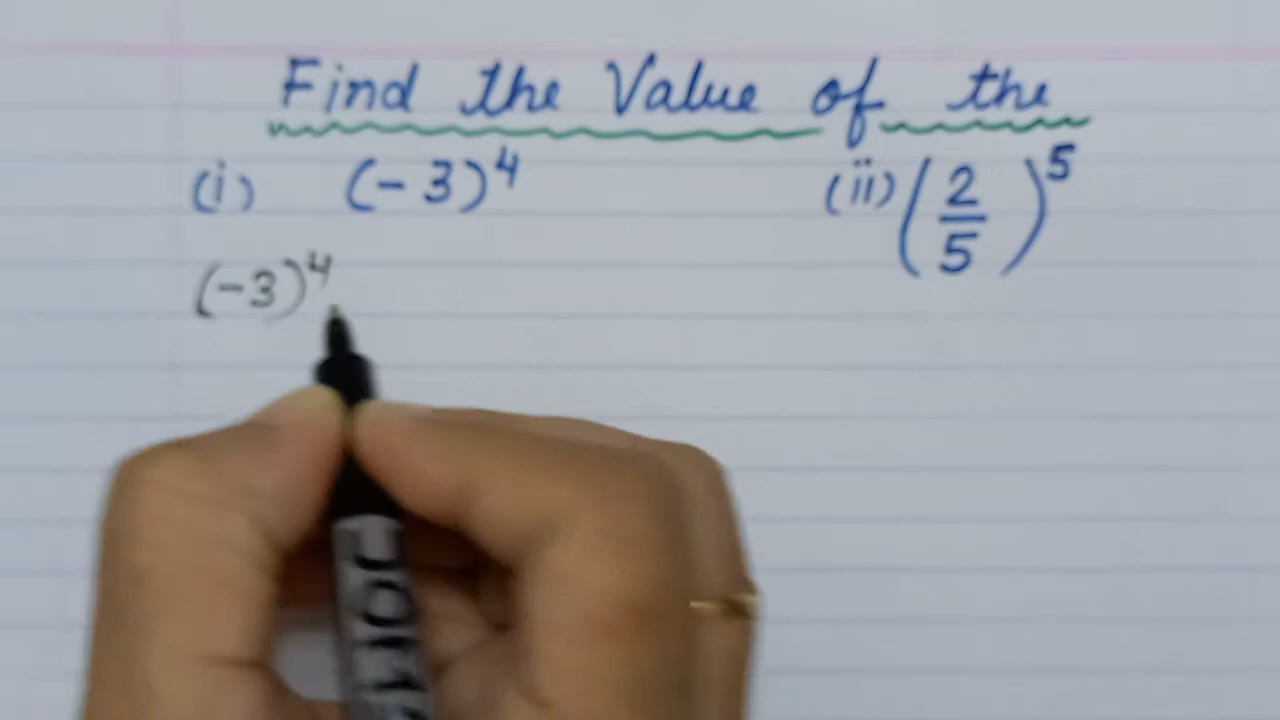 Find the Value of the
(i) (-3)^4 (ii) (2/5)^5
(-3)^4